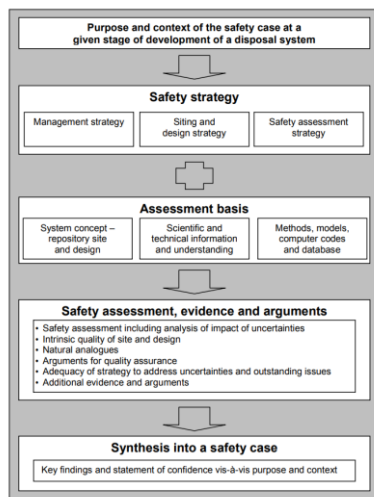 Purpose and context of the safety case at a
given stage of development of a disposal system
Safety strategy
Management strategy
Siting and
design strategy
Safety assessment
strategy
Assessment basis
System concept –
repository site
and design
Scientific and
technical information
and understanding
Methods, models,
computer codes
and database
Safety assessment, evidence and arguments
• Safety assessment including analysis of impact of uncertainties
• Intrinsic quality of site and design
• Natural analogues
• Arguments for quality assurance
• Adequacy of strategy to address uncertainties and outstanding issues
• Additional evidence and arguments
Synthesis into a safety case
Key findings and statement of confidence vis-à-vis purpose and context